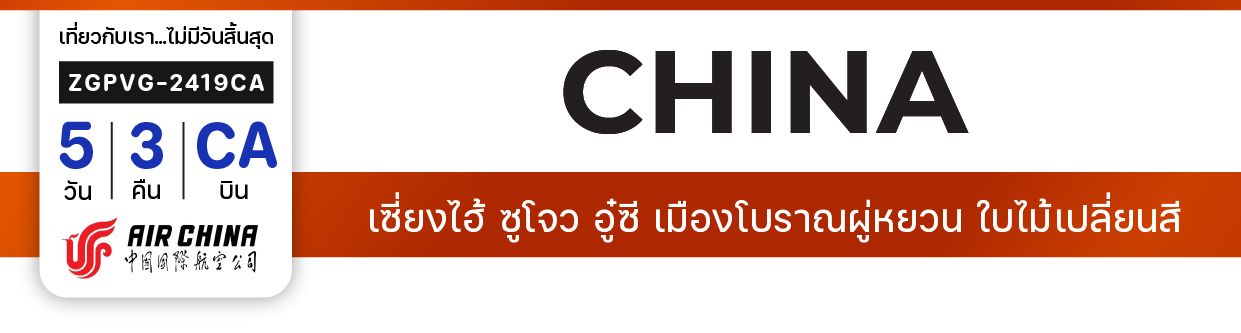 เที่ยวกับเรา...ไม่มีวันสิ้นสุด
ZGPVG-2419CA
5 3 CA
วัน คืน บิน
AIR CHINA
中国国际航空公司
CHINA
เซี่ยงไฮ้ ซูโจว อู๋ซี เมืองโบราณผู่หยวน ใบไม้เปลี่ยนสี